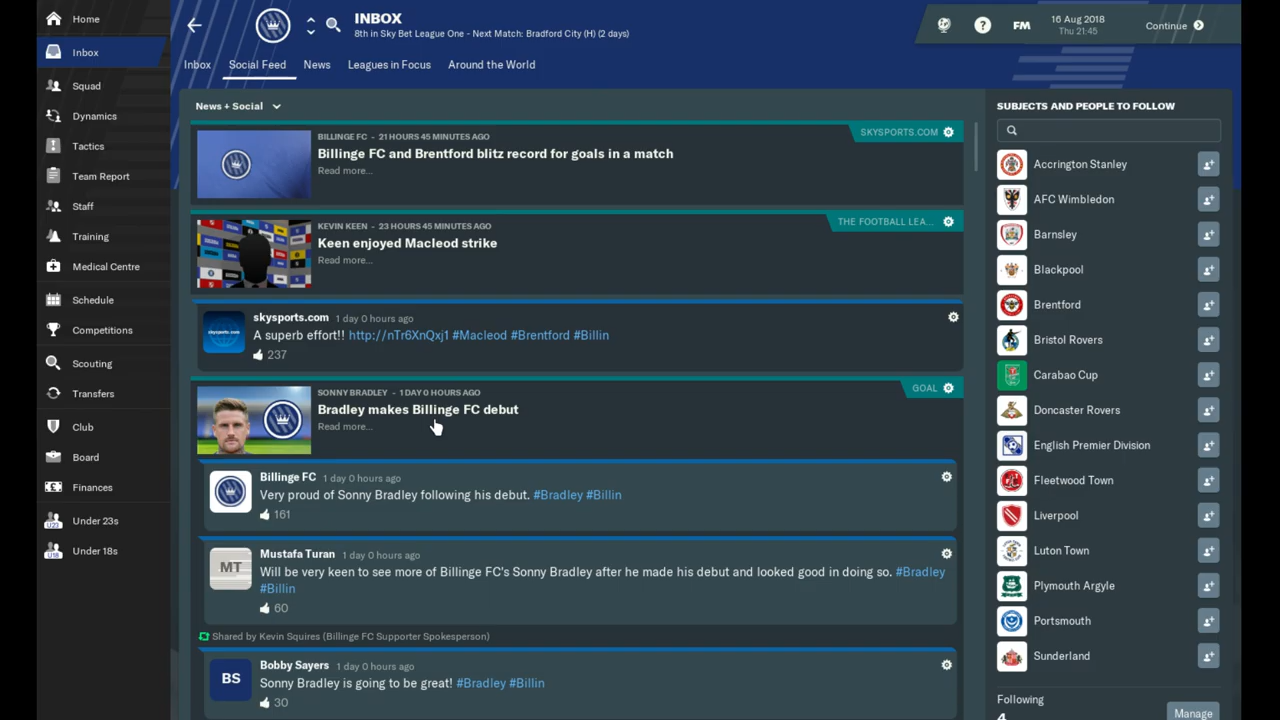 Home
Inbox
Squad
Dynamics
Tactics
Team Report
Staff
Training
Medical Centre
Schedule
Competitions
Scouting
Transfers
Club
Board
Finances
Under 23s
Under 18s
INBOX
8th in Sky Bet League One - Next Match: Bradford City (H) (2 days)
FM
16 Aug 2018
Thu 21:45
Continue
Inbox Social Feed News Leagues in Focus Around the World
News + Social
BILLINGE FC - 21 HOURS 45 MINUTES AGO
SKYSPORTS.COM
Billinge FC and Brentford blitz record for goals in a match
Read more...
KEVIN KEEN - 23 HOURS 45 MINUTES AGO
THE FOOTBALL LEA...
Keen enjoyed Macleod strike
Read more...
skysports.com
skysports.com 1 day 0 hours ago
A superb effort!! http://nTr6XnQxj1 #Macleod #Brentford #Billin
237
SONNY BRADLEY - 1 DAY 0 HOURS AGO
GOAL
Bradley makes Billinge FC debut
Read more...
Billinge FC 1 day 0 hours ago
Very proud of Sonny Bradley following his debut. #Bradley #Billin
161
MT
Mustafa Turan 1 day 0 hours ago
Will be very keen to see more of Billinge FC's Sonny Bradley after he made his debut and looked good in doing so. #Bradley
#Billin
60
Shared by Kevin Squires (Billinge FC Supporter Spokesperson)
BS
Bobby Sayers 1 day 0 hours ago
Sonny Bradley is going to be great! #Bradley #Billin
30
SUBJECTS AND PEOPLE TO FOLLOW
Accrington Stanley
AFC Wimbledon
Barnsley
Blackpool
Brentford
Bristol Rovers
Carabao Cup
Doncaster Rovers
English Premier Division
Fleetwood Town
Liverpool
Luton Town
Plymouth Argyle
Portsmouth
Sunderland
Following
4
Manage